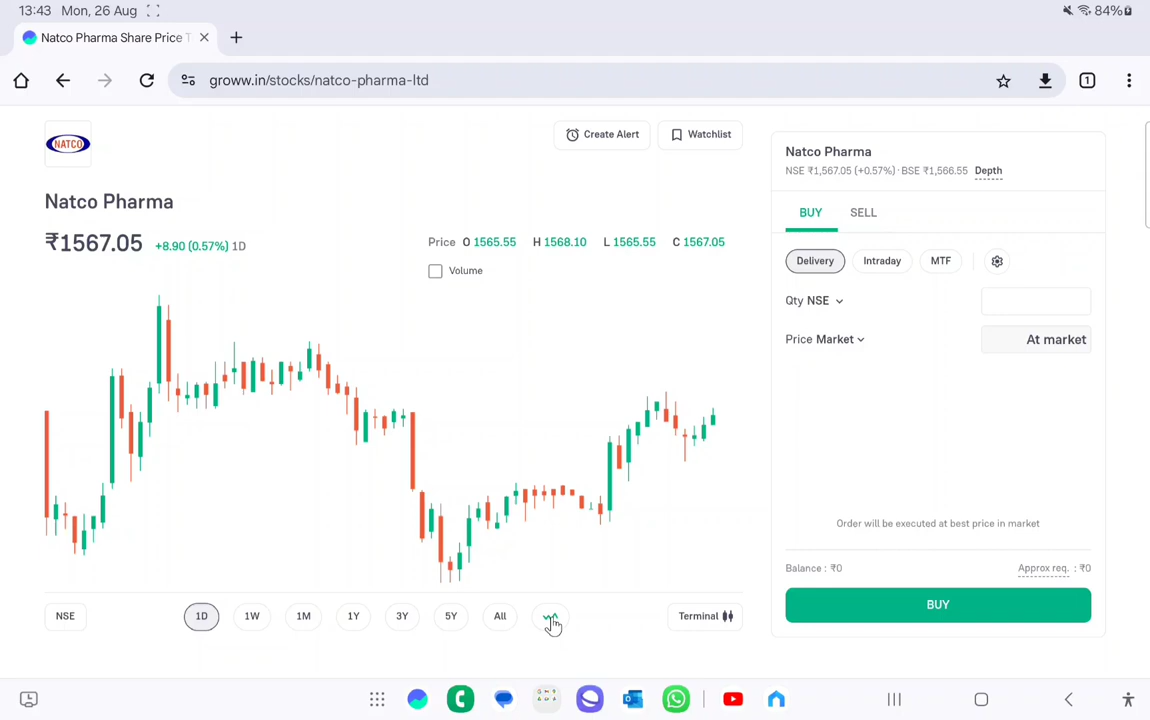 13:43 Mon, 26 Aug
84%
Natco Pharma Share Price T
groww.in/stocks/natco-pharma-ltd
1
NATCO
Create Alert
Watchlist
Natco Pharma
₹1567.05 +8.90 (0.57%) 1D
Price O 1565.55 H 1568.10 L 1565.55 C 1567.05
Volume
NSE
1D
1W
1M
1Y
3Y
5Y
All
Terminal
Natco Pharma
NSE ₹1,567.05 (+0.57%) · BSE ₹1,566.55 Depth
BUY SELL
Delivery Intraday MTF
Qty NSE
Price Market At market
Order will be executed at best price in market
Balance : ₹0 Approx req. : ₹0
BUY